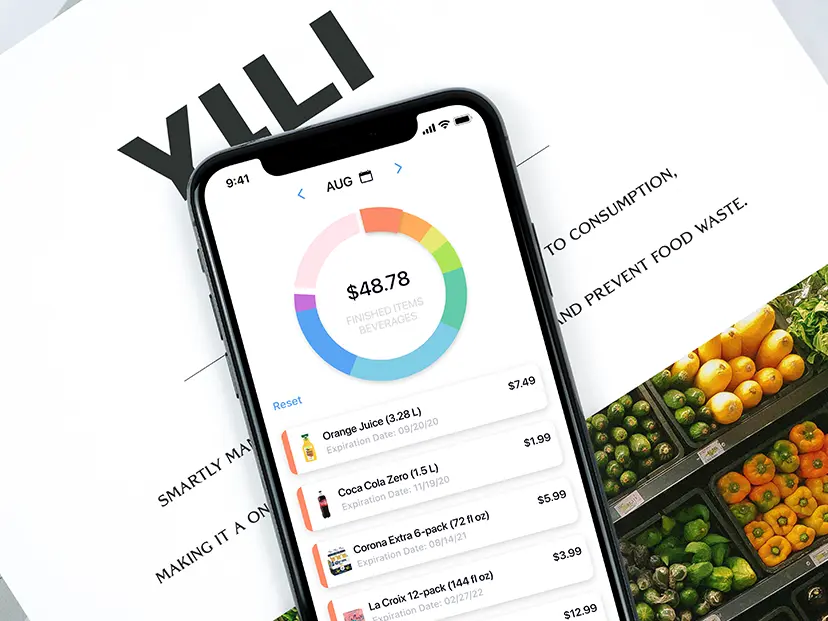 YILI
TO CONSUMPTION,
AND PREVENT FOOD WASTE.
SMARTLY MAN
MAKING IT A ON
9:41
AUG
$48.78
FINISHED ITEMS
BEVERAGES
Reset
Orange Juice (3.28 L)
$7.49
Expiration Date: 09/20/20
Coca Cola Zero (1.5 L)
$1.99
Expiration Date: 11/19/20
Corona Extra 6-pack (72 fl oz)
$5.99
Expiration Date: 08/14/21
La Croix 12-pack (144 fl oz)
$3.99
Expiration Date: 02/27/22
$12.99